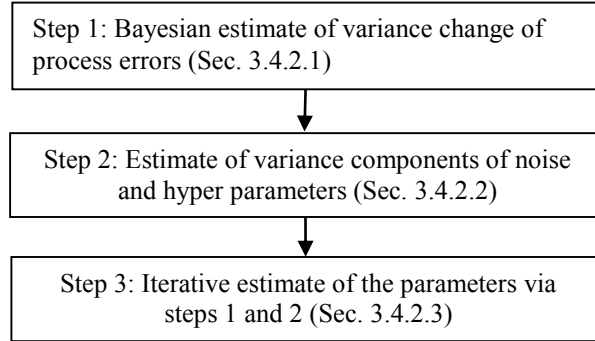 Step 1: Bayesian estimate of variance change of
process errors (Sec. 3.4.2.1)
Step 2: Estimate of variance components of noise
and hyper parameters (Sec. 3.4.2.2)
Step 3: Iterative estimate of the parameters via
steps 1 and 2 (Sec. 3.4.2.3)